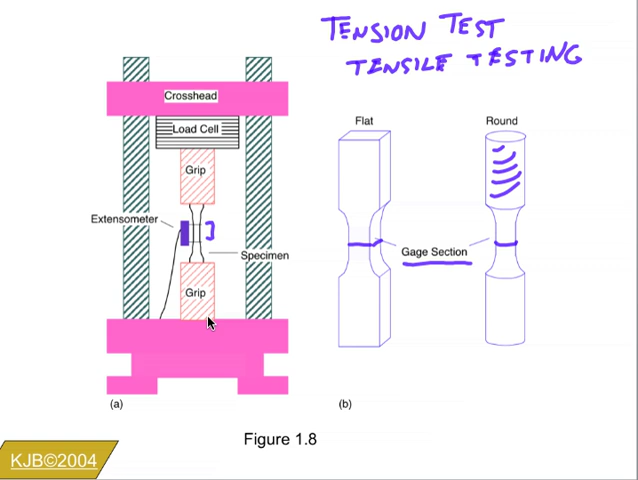 TENSION TEST
TENSILE TESTING
Crosshead
Load Cell
Grip
Extensometer
Specimen
Grip
(a)
Flat
Round
Gage Section
(b)
Figure 1.8
KJB©2004